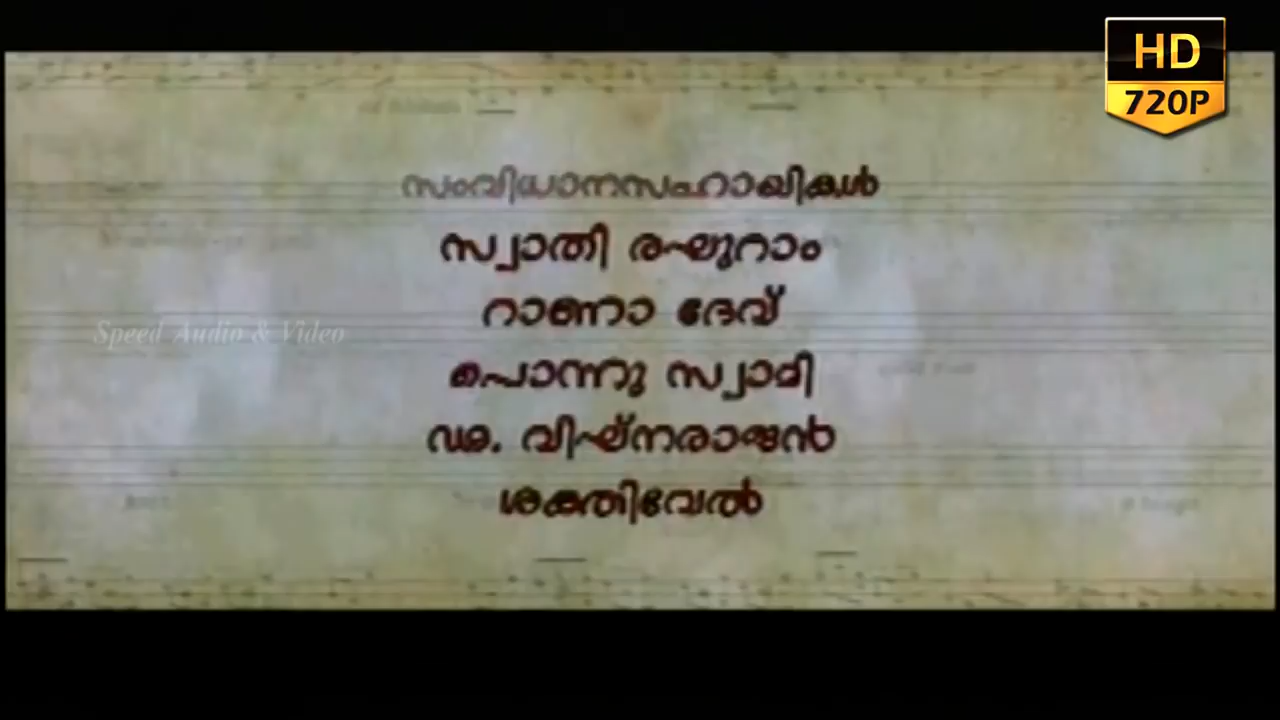 HD
720P
സംവിധാനസഹായികൾ
സ്വാതി രഘുറാം
റാണാ ദേവ്
Speed Audio & Video
പൊന്നു സ്വാമി
ഡോ. വിഘ്നരാജൻ
ശക്തിവേൽ